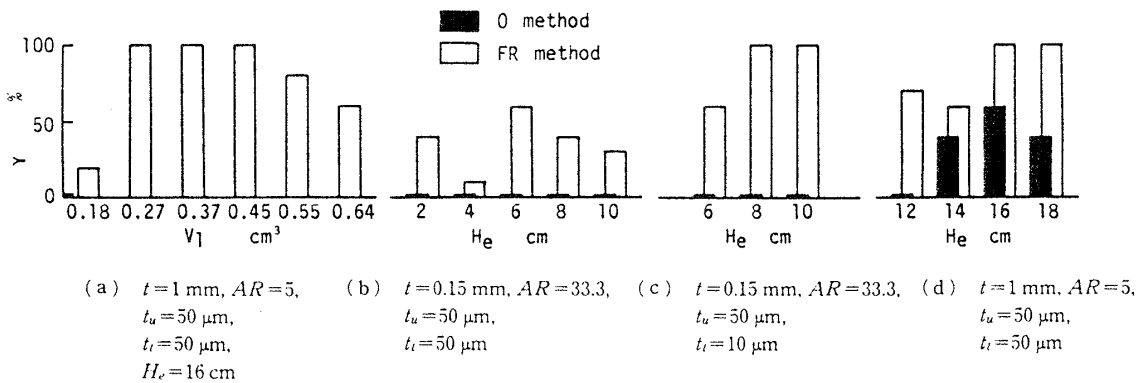 O method
FR method
100
50
0
γ %
0.18 0.27 0.37 0.45 0.55 0.64
V1 cm³
2 4 6 8 10
He cm
6 8 10
He cm
12 14 16 18
He cm
(a) t=1 mm, AR=5,
tu=50 μm,
tl=50 μm,
He=16 cm
(b) t=0.15 mm, AR=33.3,
tu=50 μm,
tl=50 μm
(c) t=0.15 mm, AR=33.3,
tu=50 μm,
tl=10 μm
(d) t=1 mm, AR=5,
tu=50 μm,
tl=50 μm